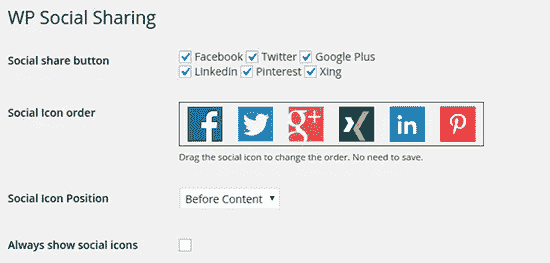 WP Social Sharing
Social share button
Facebook Twitter Google Plus
Linkedin Pinterest Xing
Social Icon order
f g+ in
Drag the social icon to change the order. No need to save.
Social Icon Position
Before Content
Always show social icons